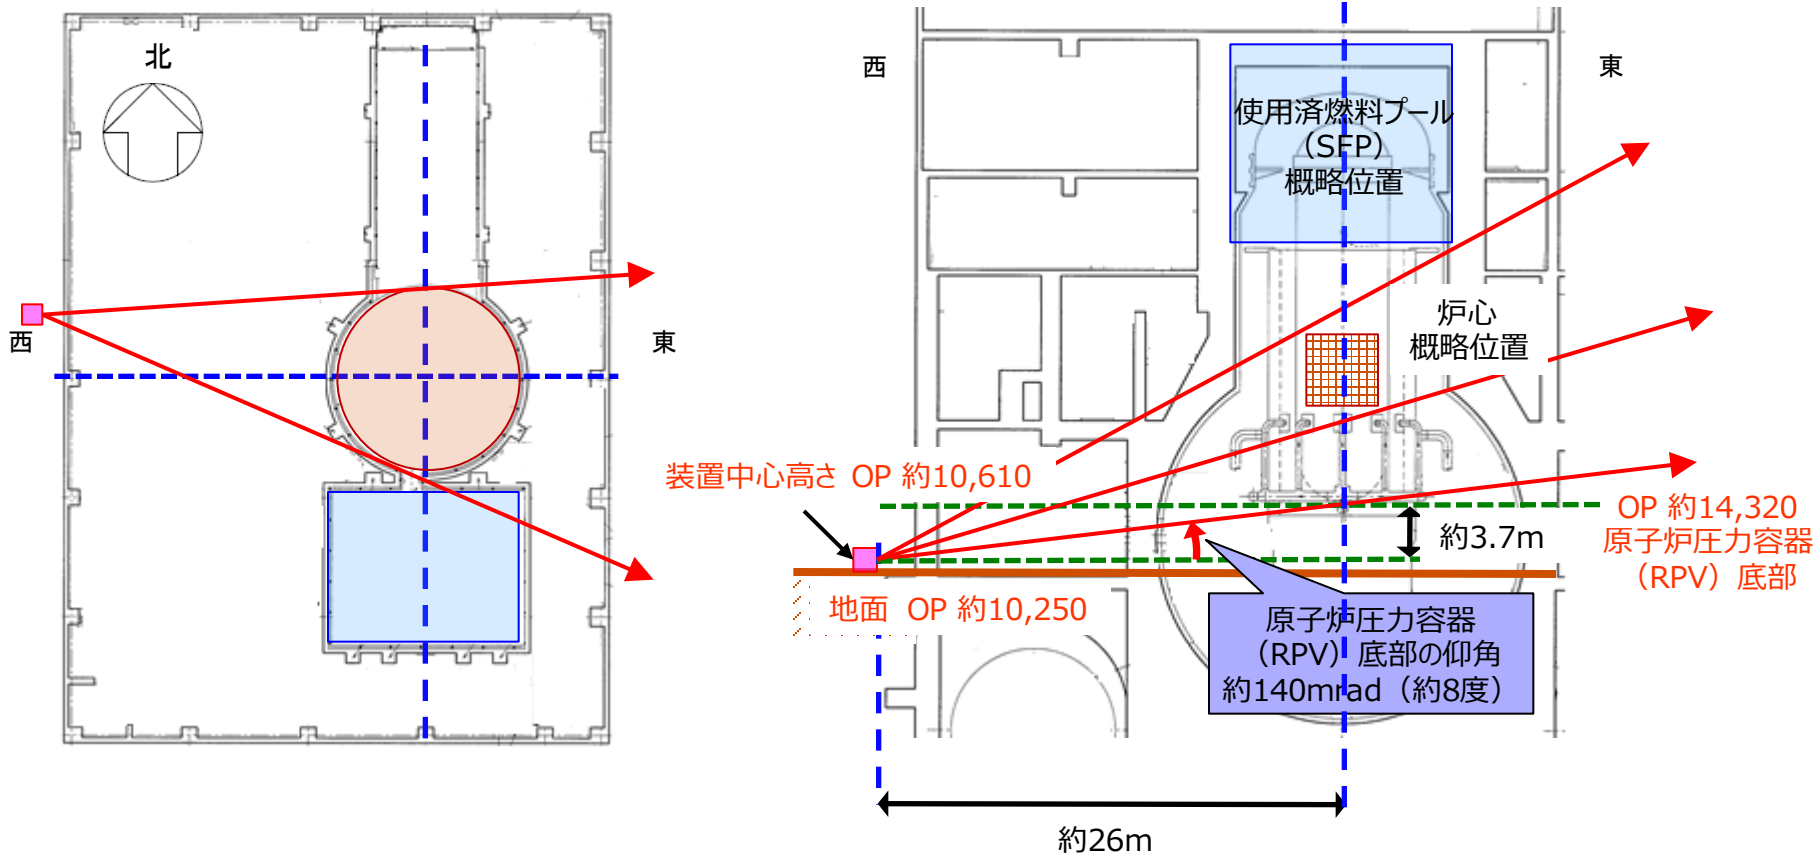 北
西
東
西
東
使用済燃料プール
（SFP）
概略位置
炉心
概略位置
装置中心高さ OP 約10,610
OP 約14,320
原子炉圧力容器
（RPV）底部
約3.7m
地面 OP 約10,250
原子炉圧力容器
（RPV）底部の仰角
約140mrad（約8度）
約26m